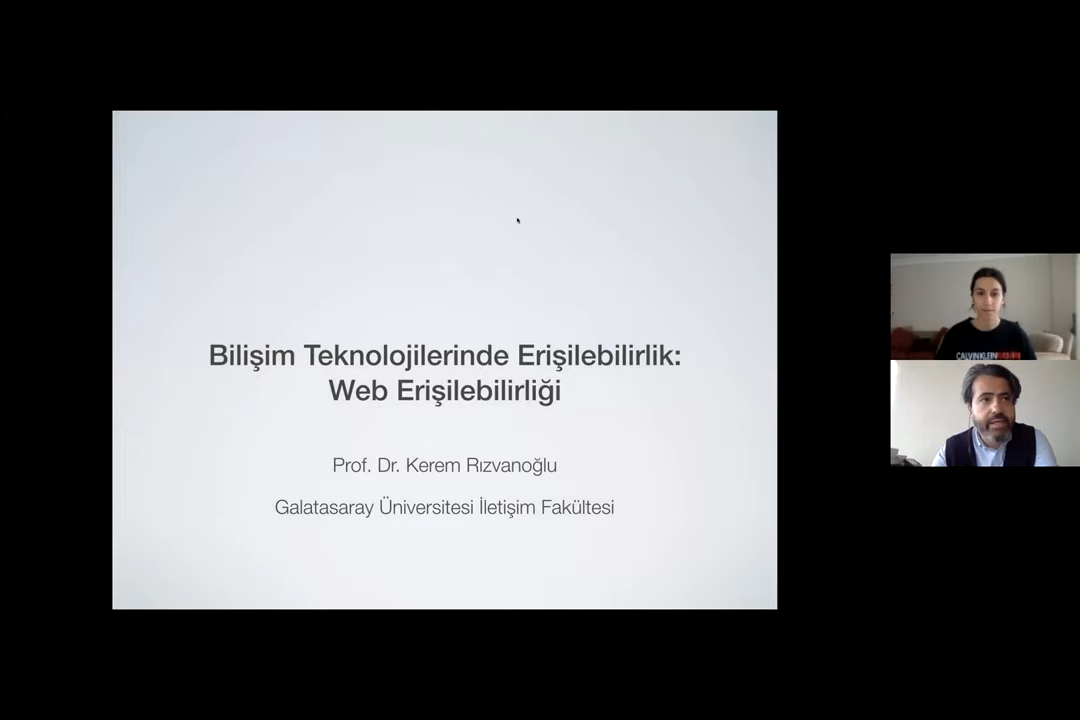 Bilişim Teknolojilerinde Erişilebilirlik:
Web Erişilebilirliği
Prof. Dr. Kerem Rızvanoğlu
Galatasaray Üniversitesi İletişim Fakültesi
CALVIN KLEIN